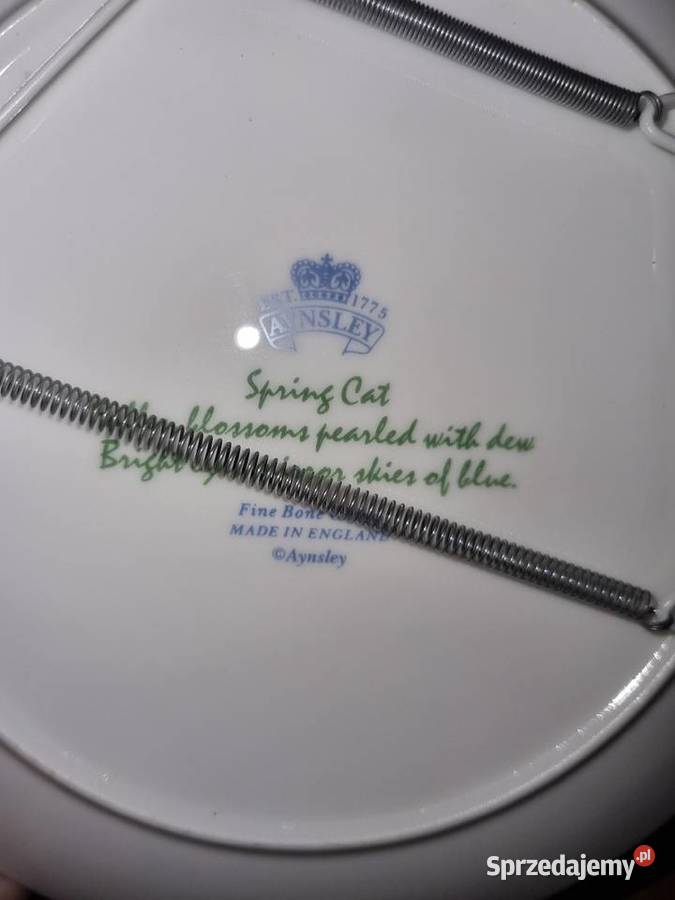 EST. 1775
AYNSLEY
Spring Cat
blossoms pearled with dew
Bright skies of blue.
Fine Bone
MADE IN ENGLAND
©Aynsley
Sprzedajemy.pl